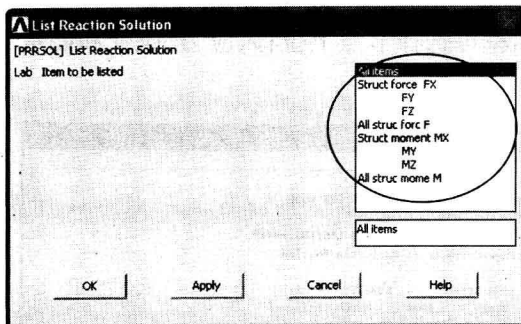 List Reaction Solution
[PRRSOL] List Reaction Solution
Lab Item to be listed
All items
Struct force FX
FY
FZ
All struc forc F
Struct moment MX
MY
MZ
All struc mome M
All items
OK
Apply
Cancel
Help